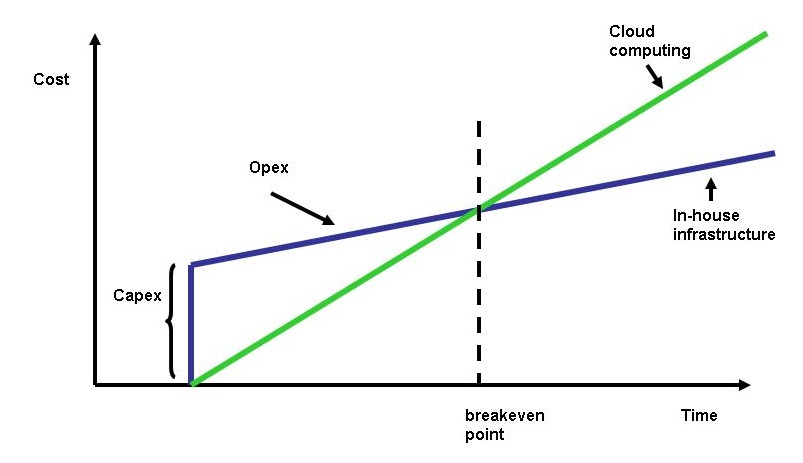 Cloud
computing
Cost
Opex
In-house
infrastructure
Capex
breakeven
point
Time